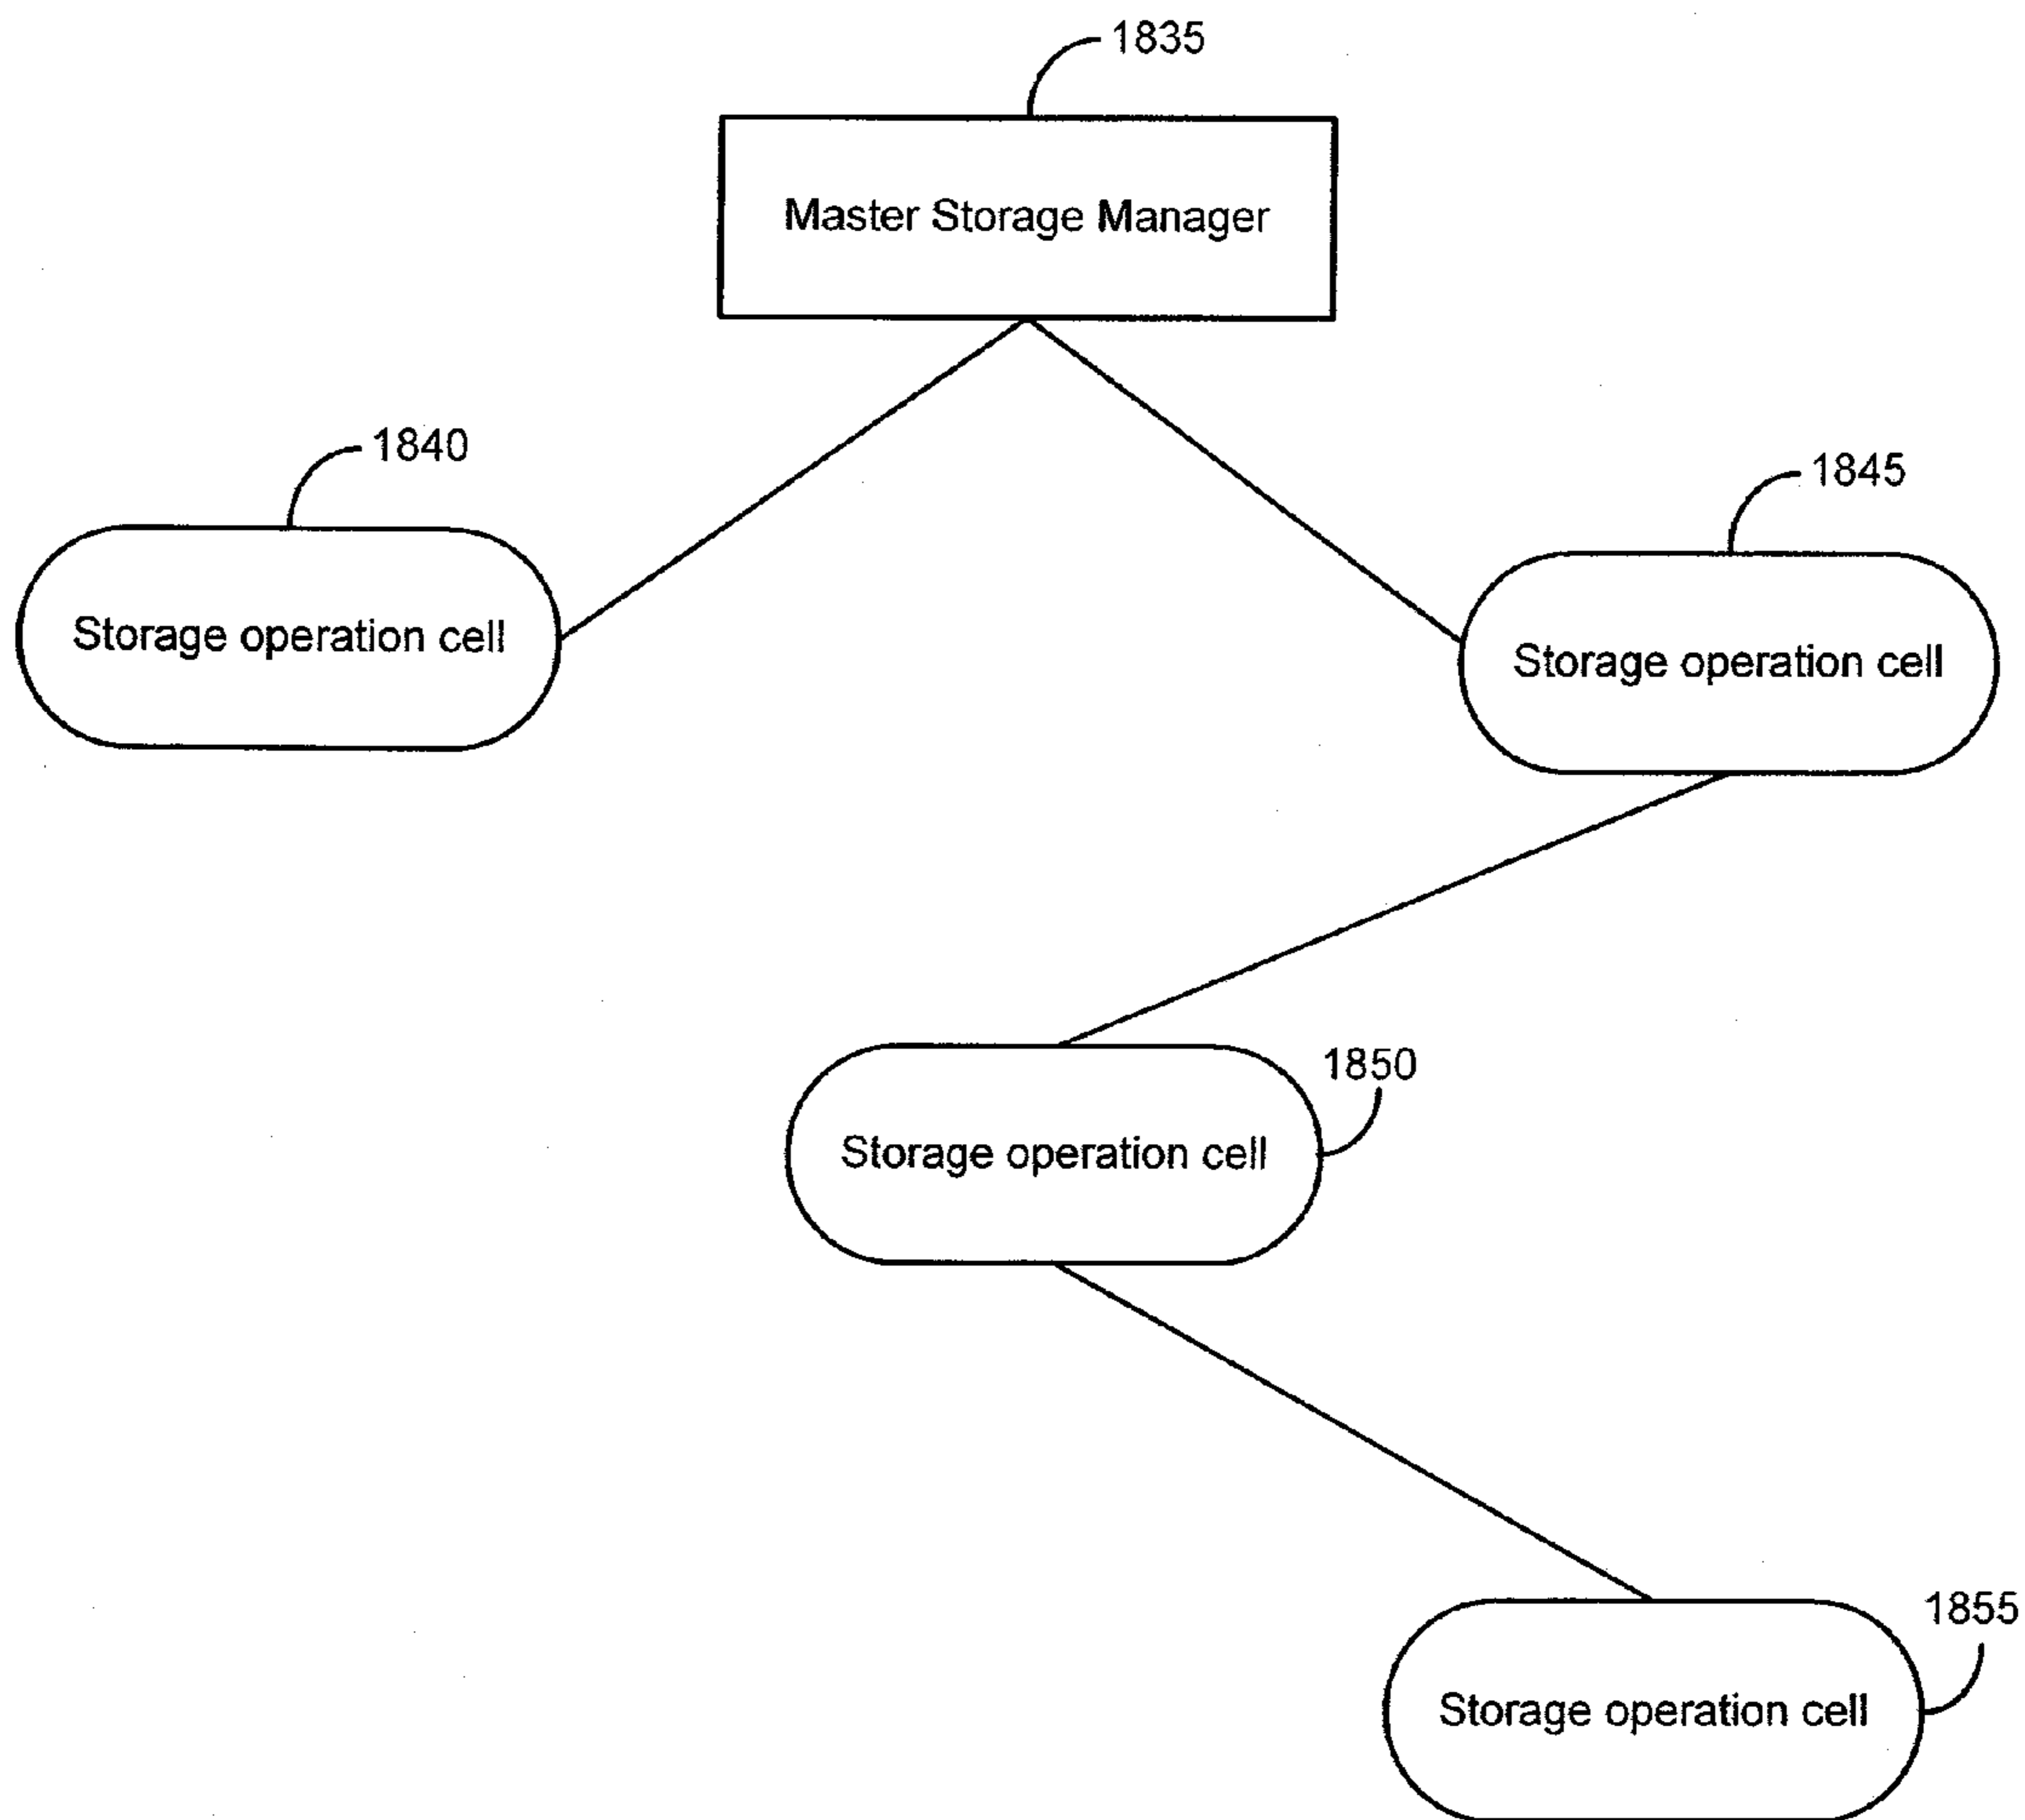 1835
Master Storage Manager
1840
1845
Storage operation cell
Storage operation cell
1850
Storage operation cell
1855
Storage operation cell